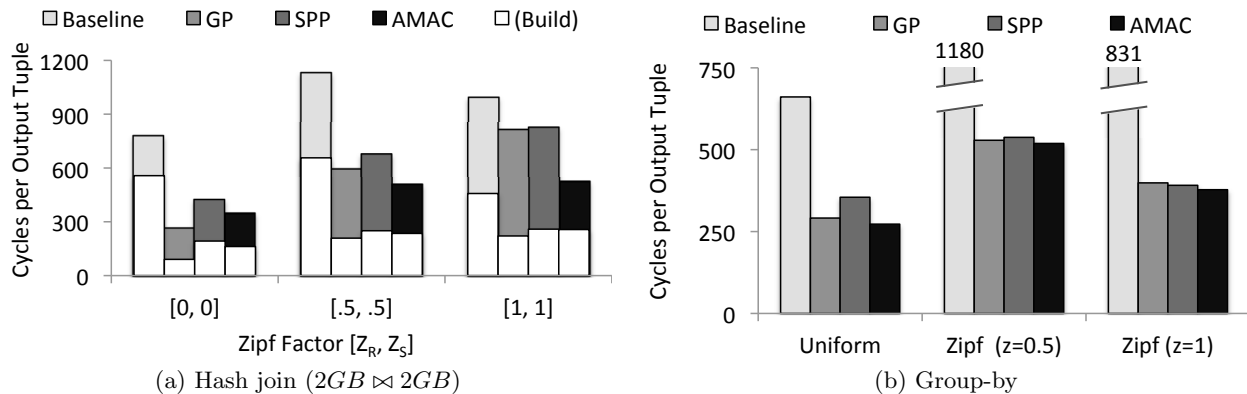 Baseline GP SPP AMAC (Build)
Cycles per Output Tuple
1200
900
600
300
0
[0, 0] [.5, .5] [1, 1]
Zipf Factor [Z_R, Z_S]
(a) Hash join (2GB ⋈ 2GB)
Baseline GP SPP AMAC
1180 831
Cycles per Output Tuple
750
500
250
0
Uniform Zipf (z=0.5) Zipf (z=1)
(b) Group-by